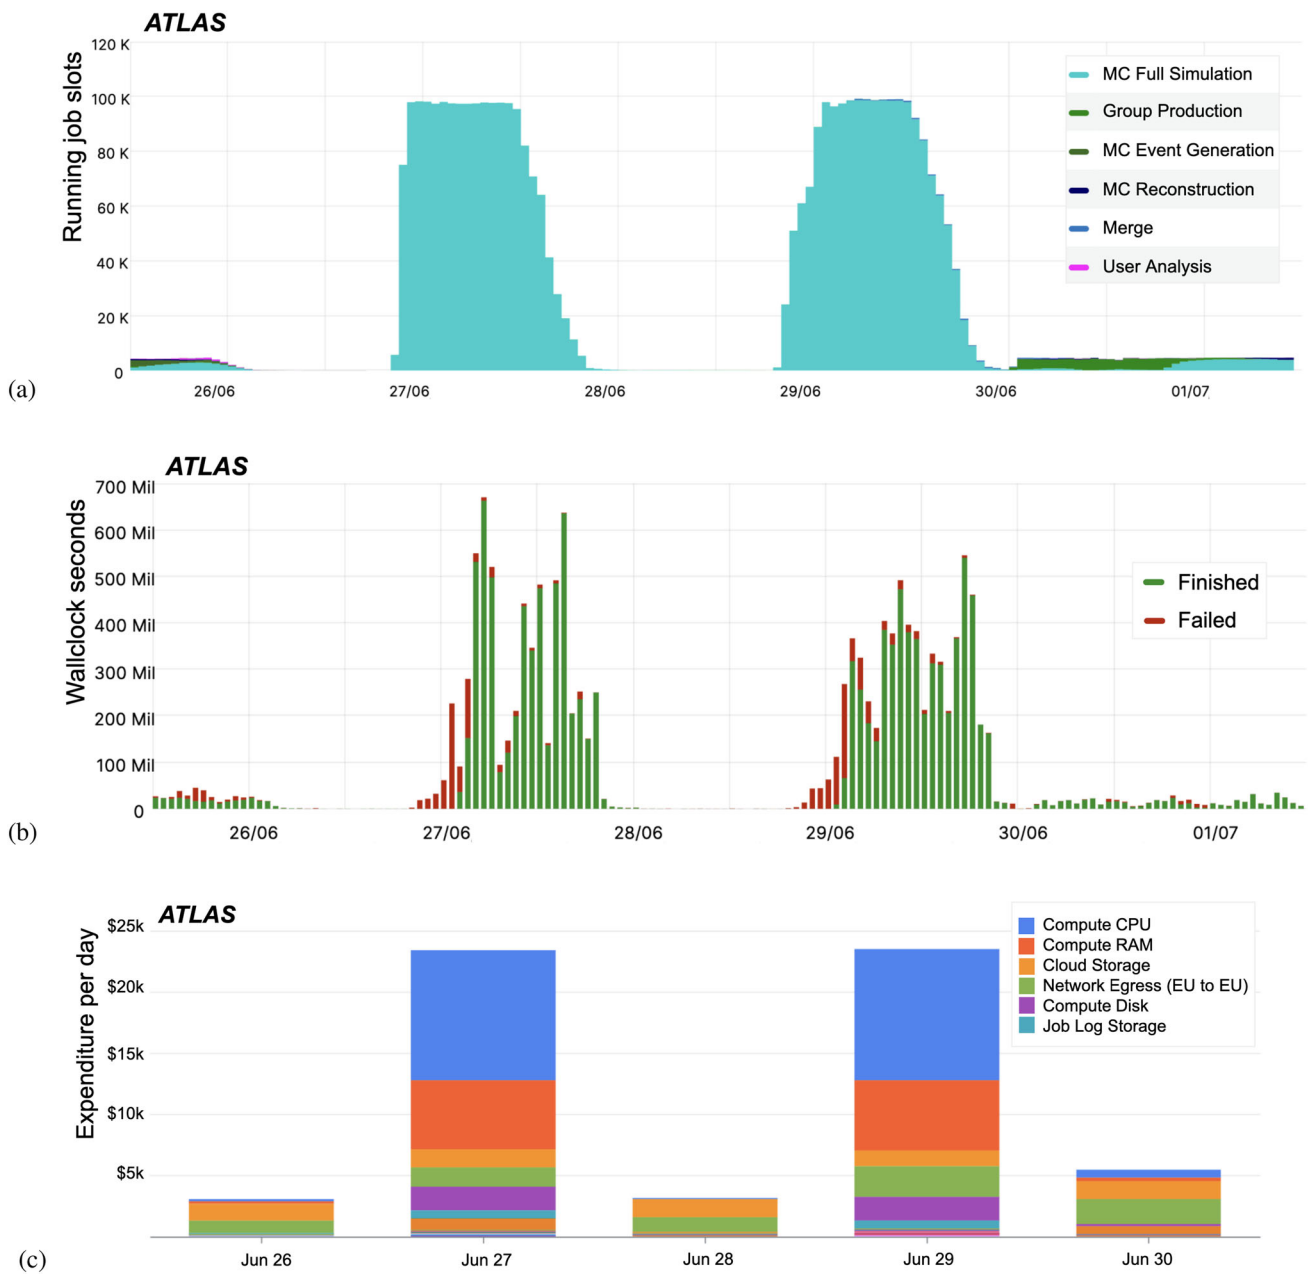 ATLAS
Running job slots
120 K
100 K
80 K
60 K
40 K
20 K
0
MC Full Simulation
Group Production
MC Event Generation
MC Reconstruction
Merge
User Analysis
(a)
26/06 27/06 28/06 29/06 30/06 01/07
ATLAS
Wallclock seconds
700 Mil
600 Mil
500 Mil
400 Mil
300 Mil
200 Mil
100 Mil
0
Finished
Failed
(b)
26/06 27/06 28/06 29/06 30/06 01/07
ATLAS
Expenditure per day
$25k
$20k
$15k
$10k
$5k
Compute CPU
Compute RAM
Cloud Storage
Network Egress (EU to EU)
Compute Disk
Job Log Storage
(c)
Jun 26 Jun 27 Jun 28 Jun 29 Jun 30